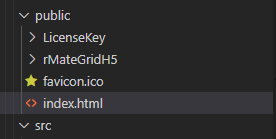 public
LicenseKey
rMateGridH5
favicon.ico
index.html
src